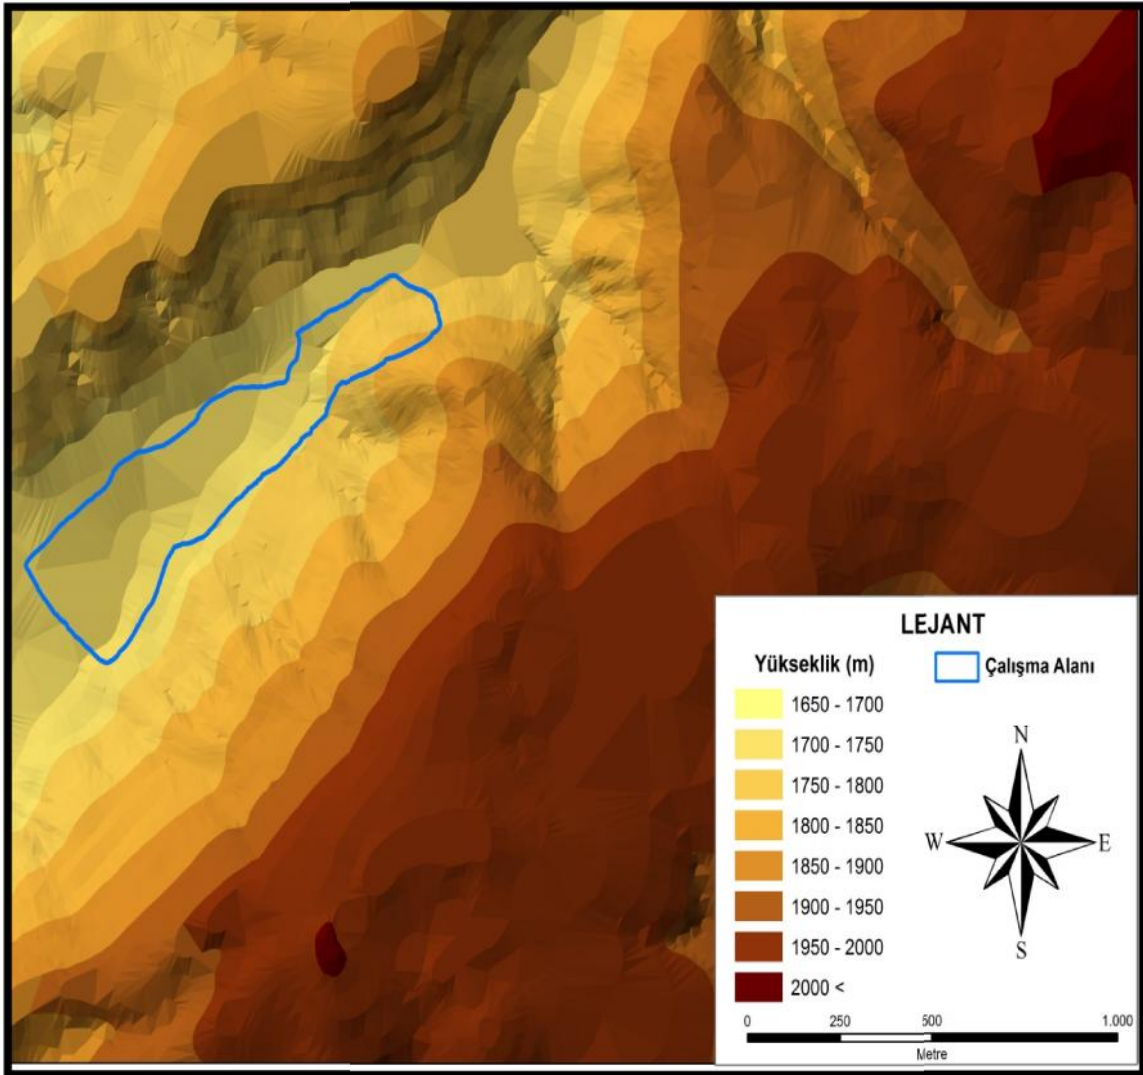 LEJANT
Yükseklik (m)
Çalışma Alanı
1650 - 1700
1700 - 1750
1750 - 1800
1800 - 1850
1850 - 1900
1900 - 1950
1950 - 2000
2000 <
N
W E
S
0 250 500 1.000
Metre